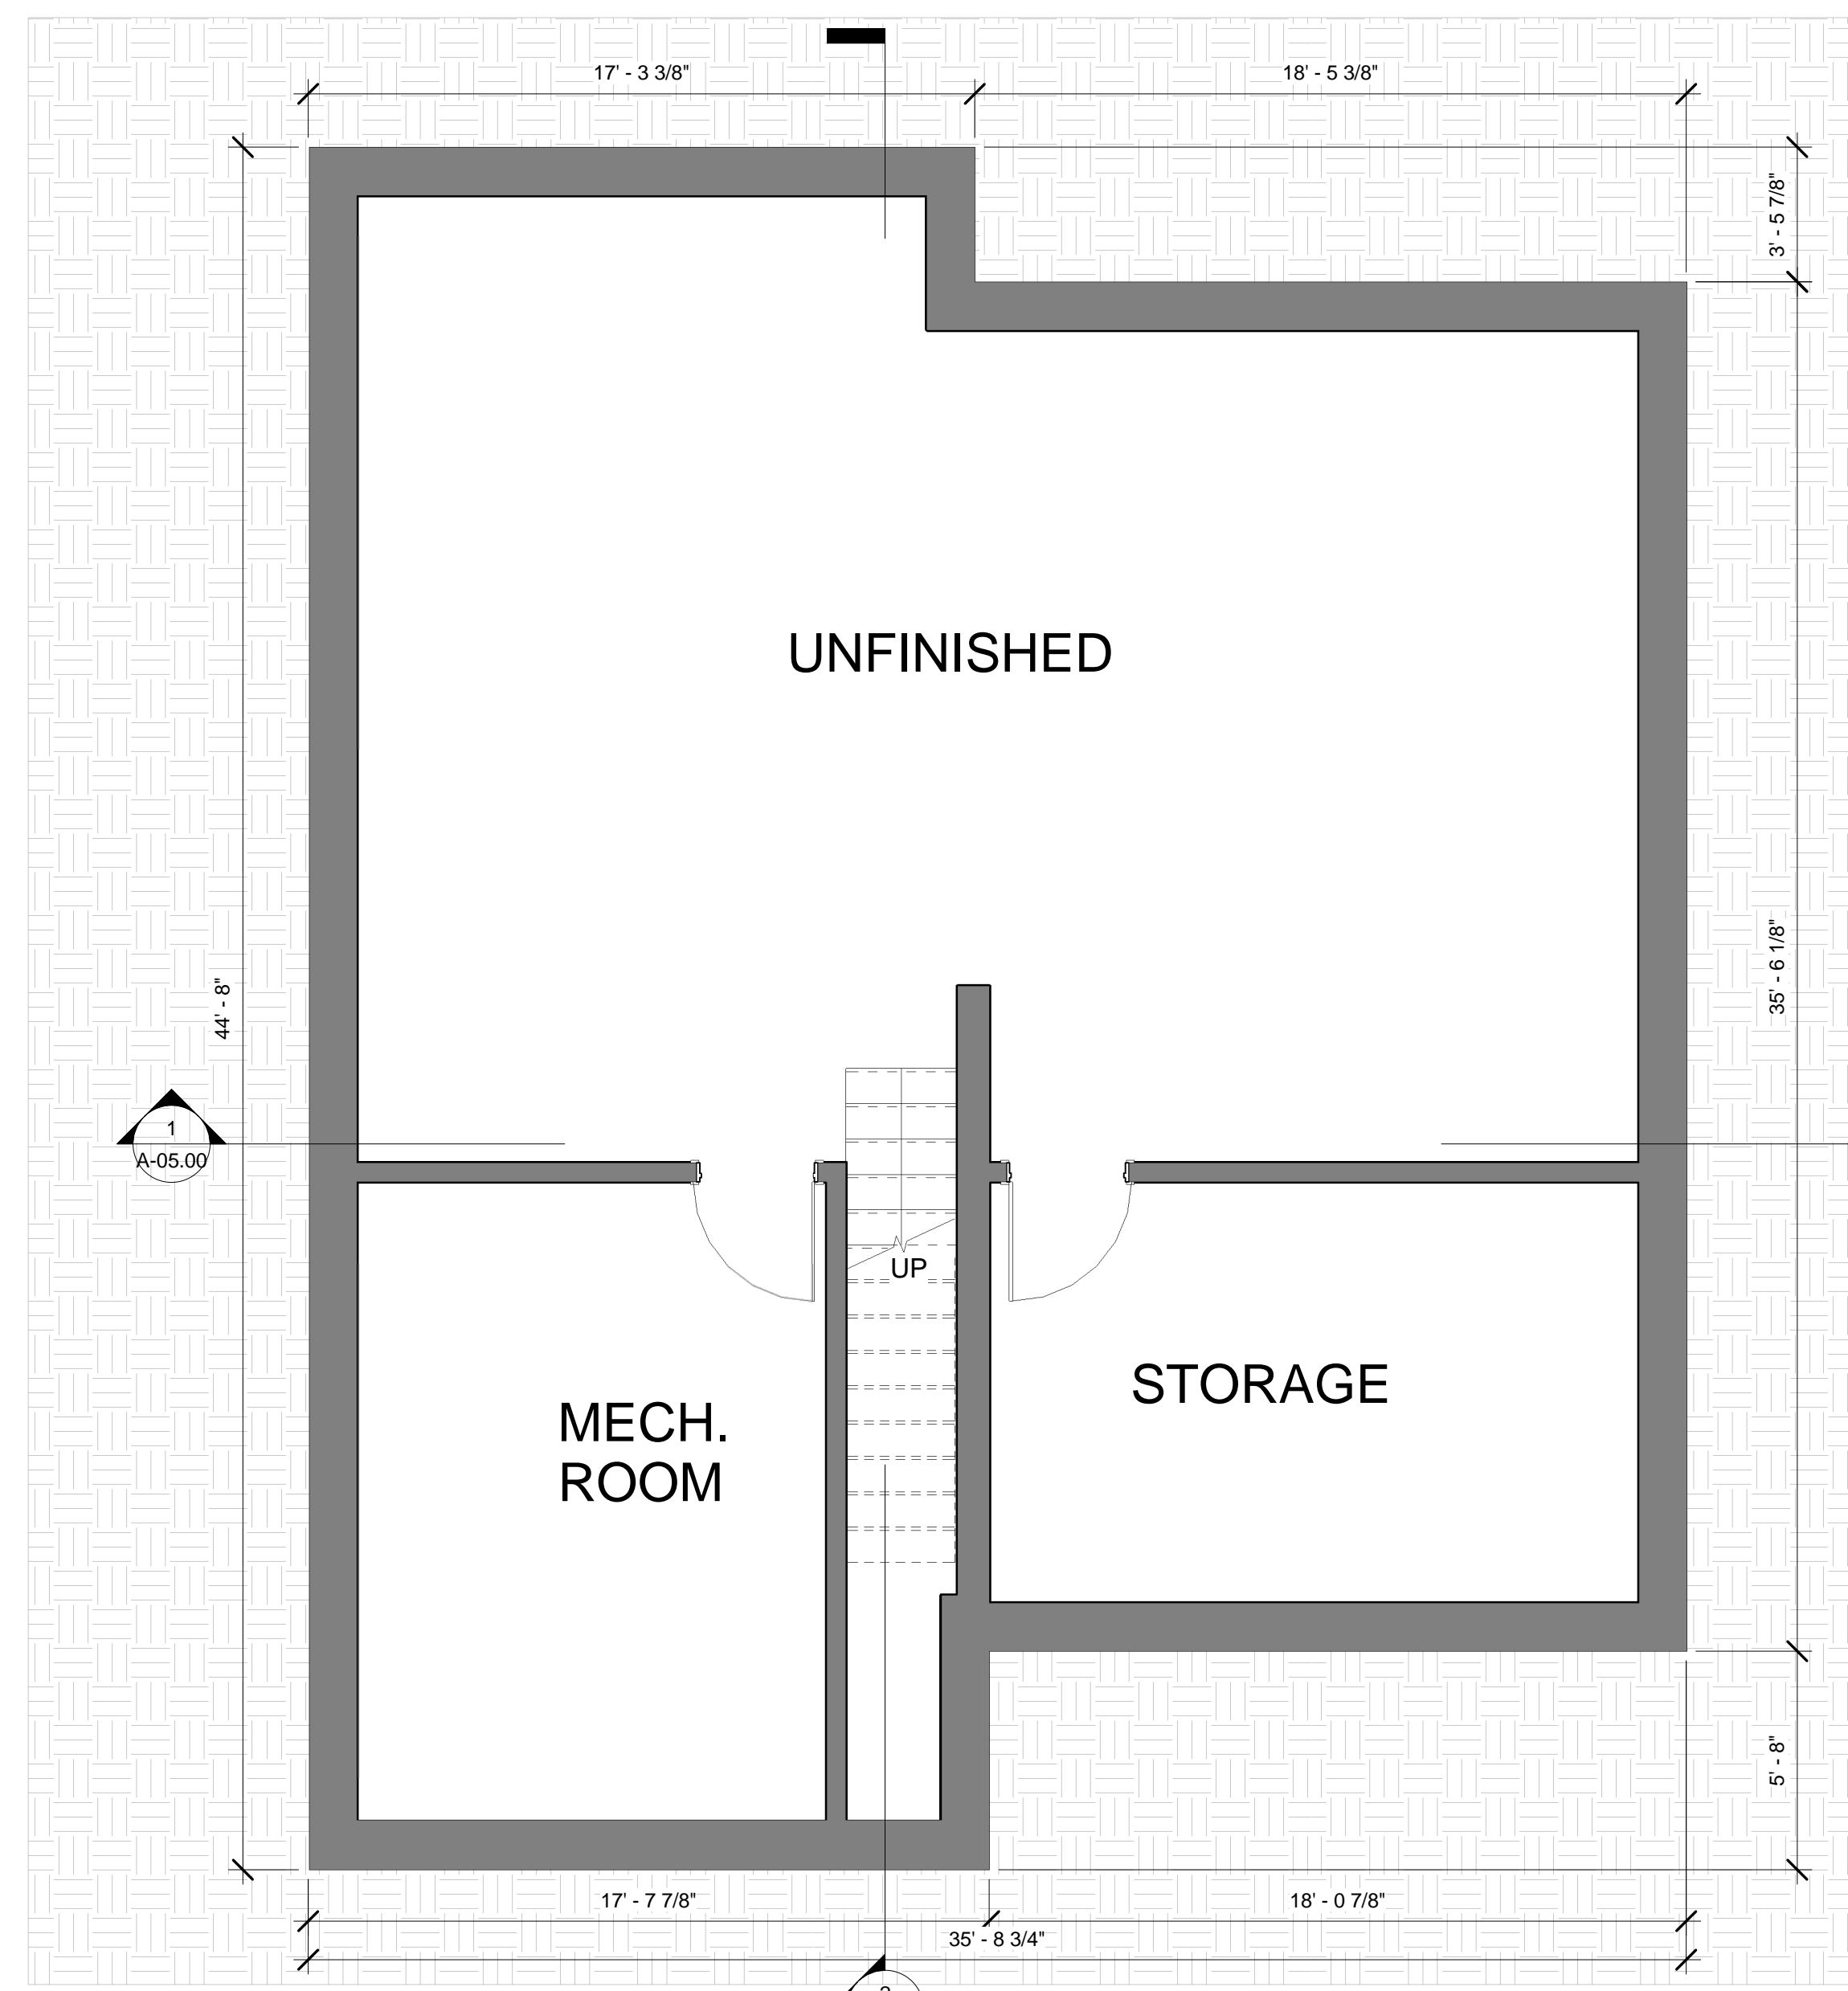 17' - 3 3/8"
18' - 5 3/8"
3' - 5 7/8"
UNFINISHED
44' - 8"
35' - 6 1/8"
1
A-05.00
UP
STORAGE
MECH.
ROOM
5' - 8"
17' - 7 7/8"
18' - 0 7/8"
35' - 8 3/4"